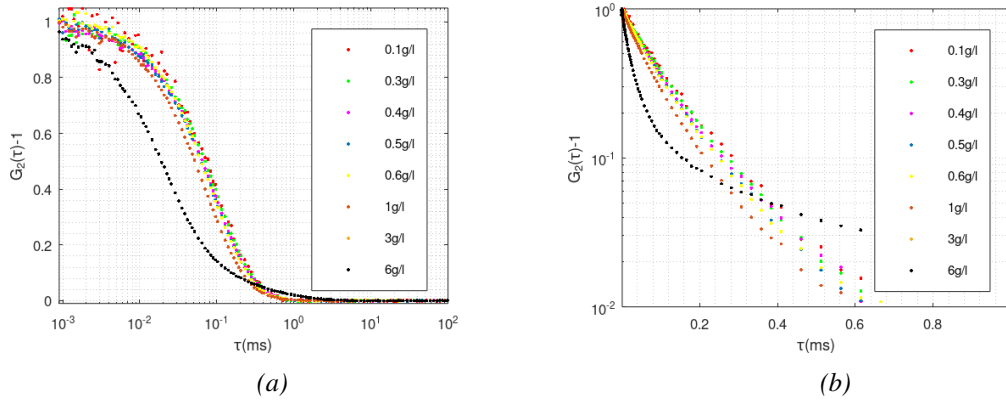 1
0.8
0.6
0.4
0.2
0
G₂(τ)-1
10⁻³
10⁻²
10⁻¹
10⁰
10¹
10²
τ(ms)
0.1g/l
0.3g/l
0.4g/l
0.5g/l
0.6g/l
1g/l
3g/l
6g/l
(a)
10⁰
10⁻¹
10⁻²
G₂(τ)-1
0.2
0.4
0.6
0.8
τ(ms)
0.1g/l
0.3g/l
0.4g/l
0.5g/l
0.6g/l
1g/l
3g/l
6g/l
(b)